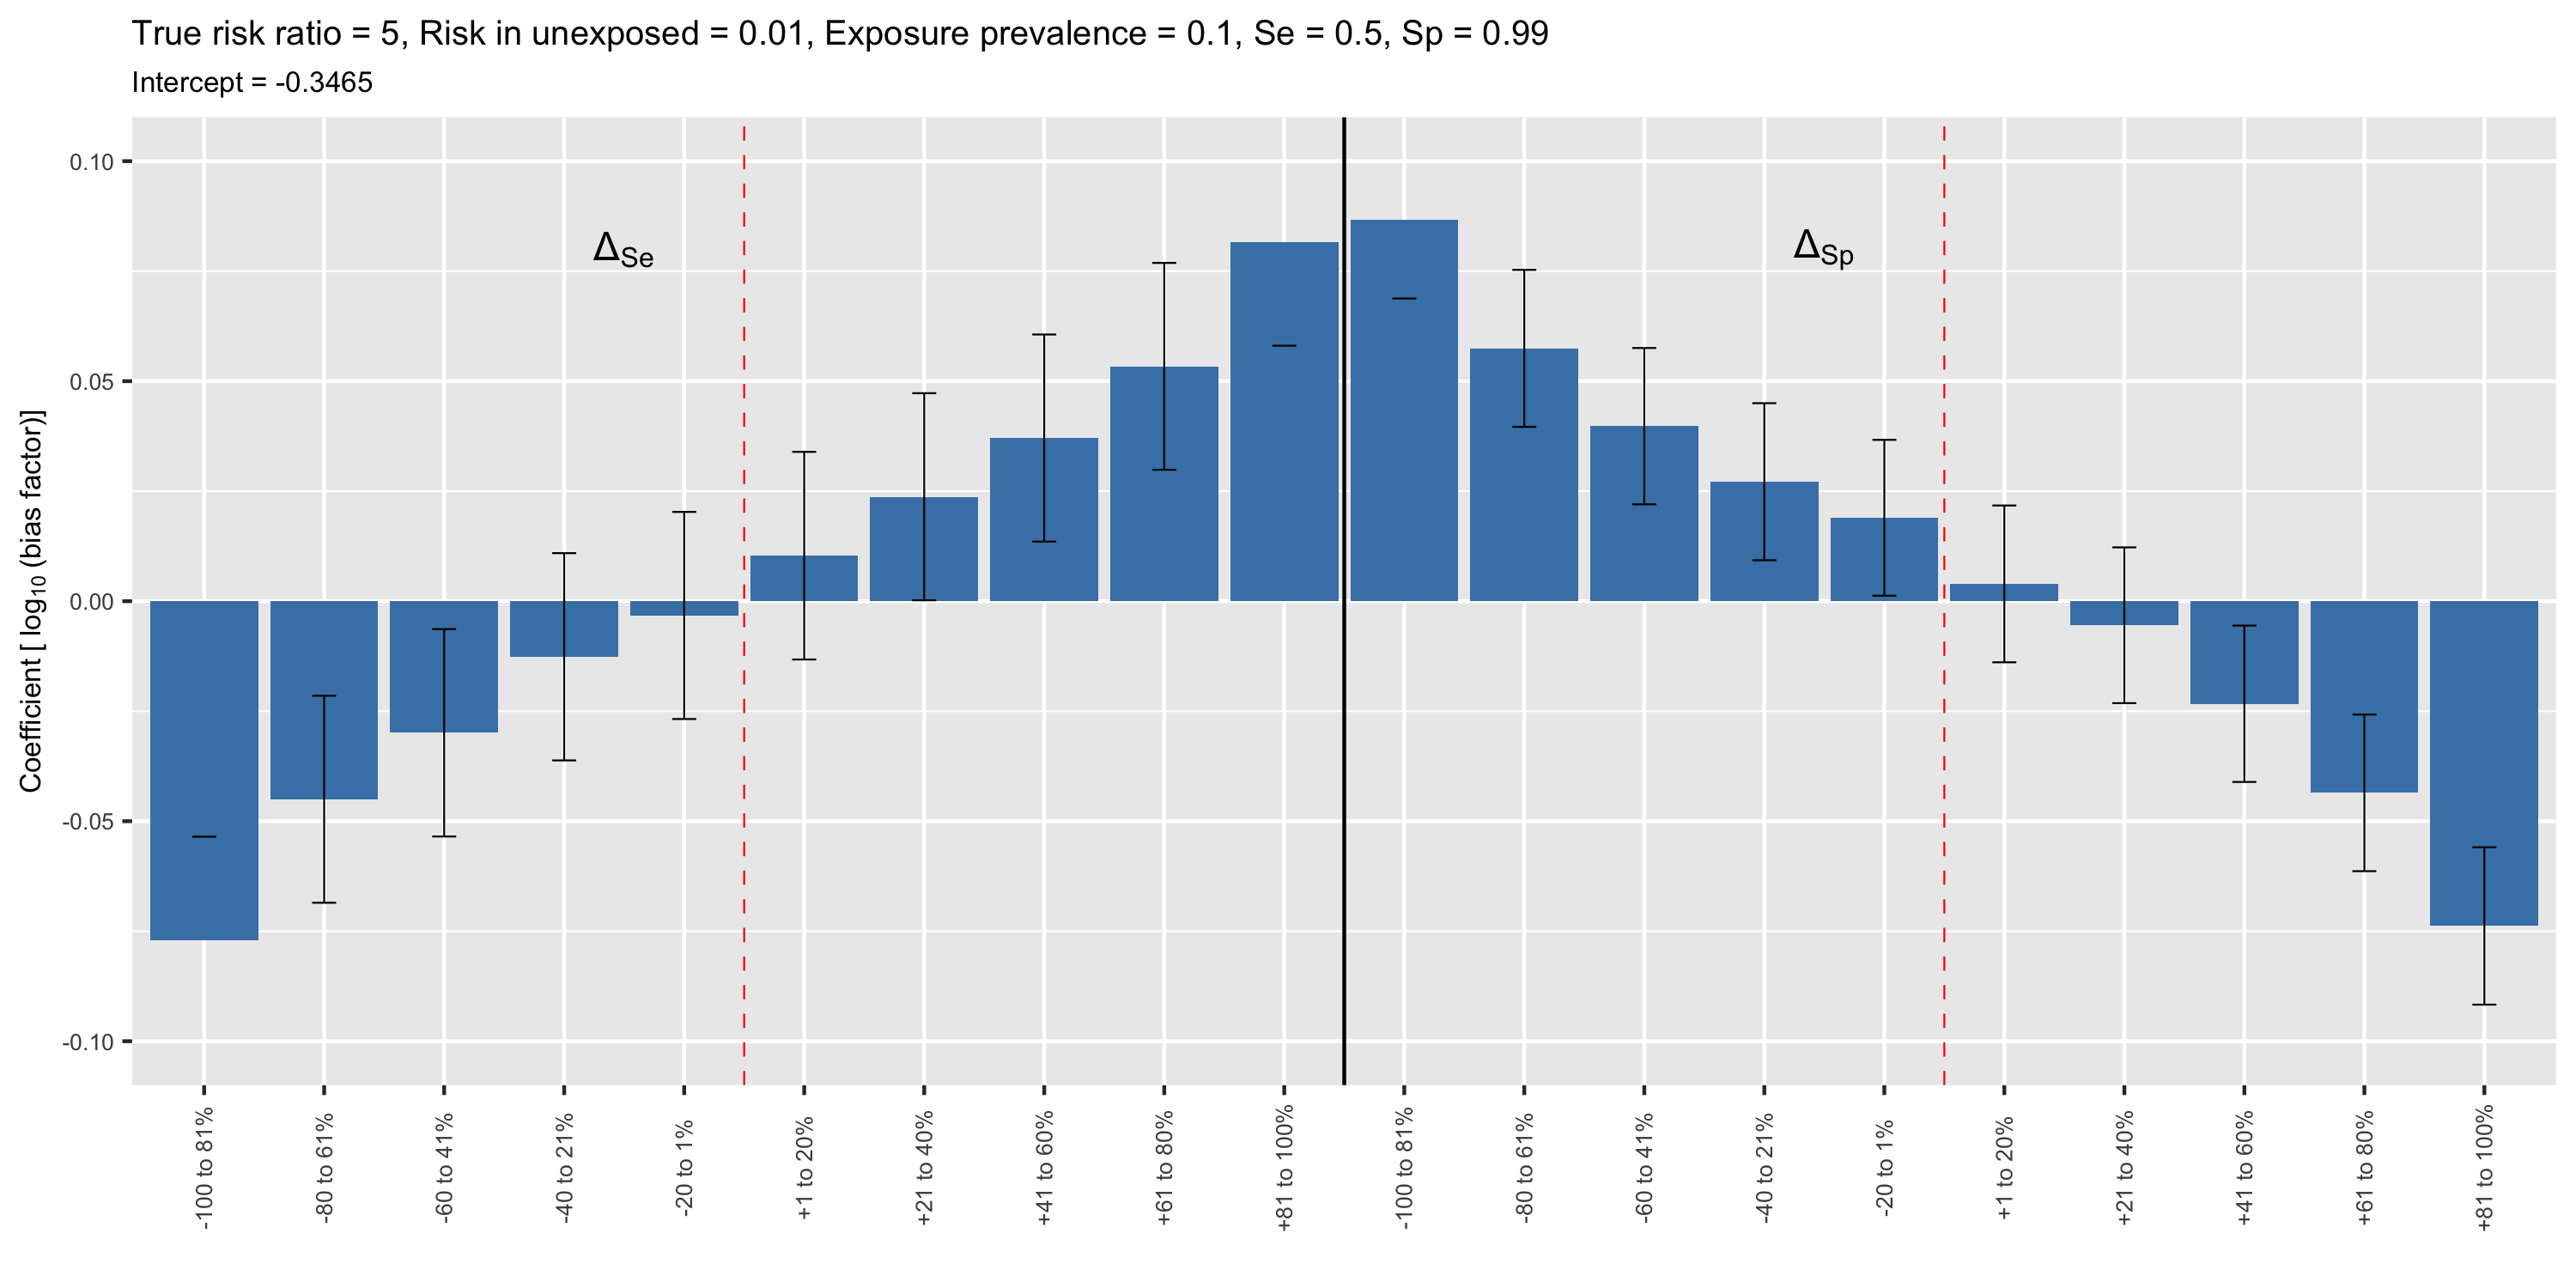 True risk ratio = 5, Risk in unexposed = 0.01, Exposure prevalence = 0.1, Se = 0.5, Sp = 0.99
Intercept = -0.3465
Coefficient [ log₁₀ (bias factor)]
0.10
0.05
0.00
-0.05
-0.10
Δ_Se
Δ_Sp
-100 to 81%
-80 to 61%
-60 to 41%
-40 to 21%
-20 to 1%
+1 to 20%
+21 to 40%
+41 to 60%
+61 to 80%
+81 to 100%
-100 to 81%
-80 to 61%
-60 to 41%
-40 to 21%
-20 to 1%
+1 to 20%
+21 to 40%
+41 to 60%
+61 to 80%
+81 to 100%